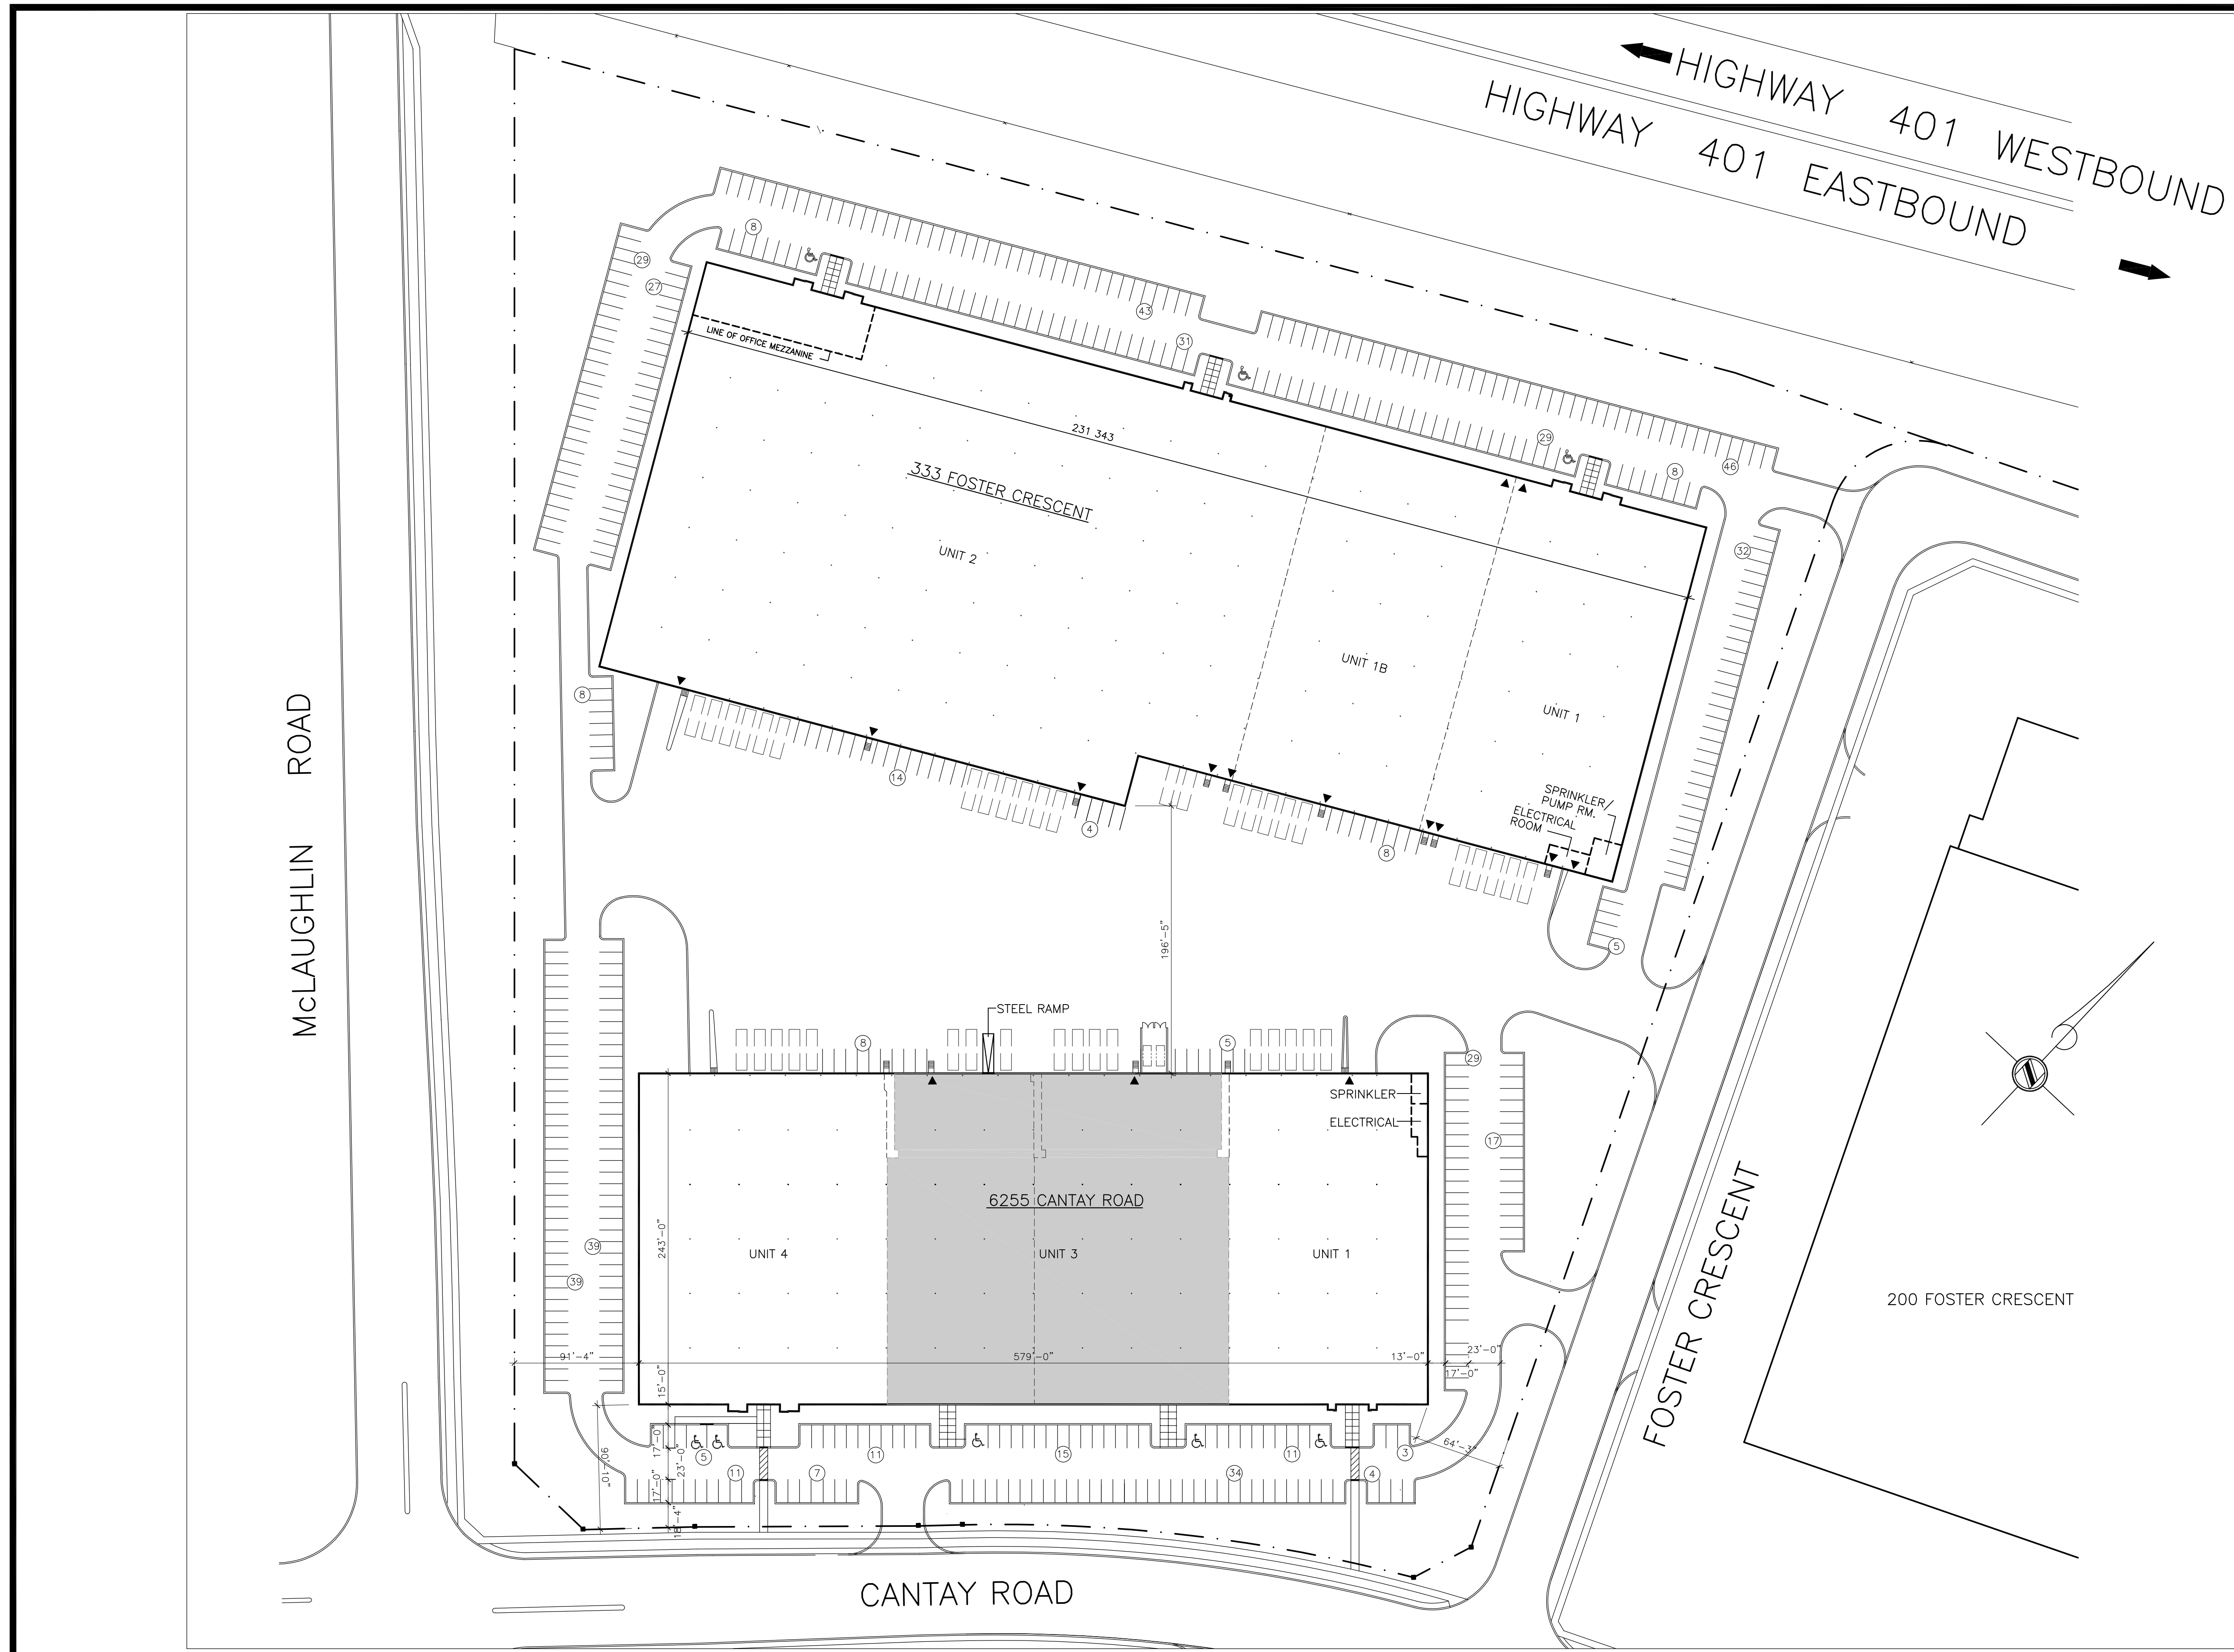 HIGHWAY 401 WESTBOUND
HIGHWAY 401 EASTBOUND
8
29
27
43
31
LINE OF OFFICE MEZZANINE
231 343
29
8
46
333 FOSTER CRESCENT
UNIT 2
32
UNIT 1B
UNIT 1
8
14
4
8
SPRINKLER/
PUMP RM.
ELECTRICAL
ROOM
5
McLAUGHLIN ROAD
196'-5"
STEEL RAMP
8
5
29
SPRINKLER
ELECTRICAL
17
6255 CANTAY ROAD
243'-0"
UNIT 4
UNIT 3
UNIT 1
39
39
200 FOSTER CRESCENT
FOSTER CRESCENT
91'-4"
579'-0"
13'-0"
23'-0"
17'-0"
15'-0"
90'-10"
17'-0"
23'-0"
17'-0"
18'-4"
5
11
15
11
3
64'-3"
11
7
34
4
CANTAY ROAD